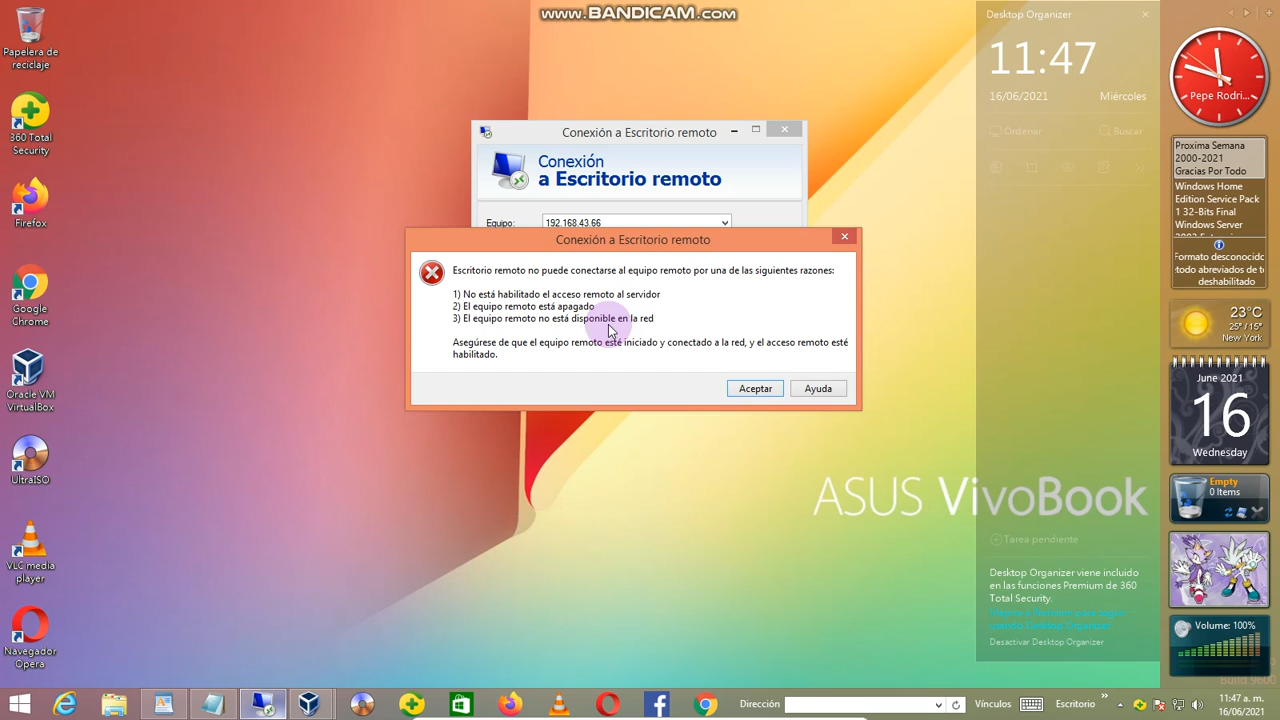 www.BANDICAM.com
Papelera de
reciclaje
360 Total
Security
Firefox
Google
Chrome
Oracle VM
VirtualBox
UltraISO
VLC media
player
Navegador
Opera
Conexión a Escritorio remoto
Conexión
a Escritorio remoto
Equipo:
192.168.43.66
Conexión a Escritorio remoto
Escritorio remoto no puede conectarse al equipo remoto por una de las siguientes razones:
1) No está habilitado el acceso remoto al servidor
2) El equipo remoto está apagado
3) El equipo remoto no está disponible en la red
Asegúrese de que el equipo remoto esté iniciado y conectado a la red, y el acceso remoto esté
habilitado.
Aceptar
Ayuda
ASUS VivoBook
Desktop Organizer
11:47
16/06/2021
Miércoles
Ordenar
Buscar
Tarea pendiente
Desktop Organizer viene incluido
en las funciones Premium de 360
Total Security.
usando Desktop Organizer
Desactivar Desktop Organizer
Pepe Rodri...
Proxima Semana
2000-2021
Gracias Por Todo
Windows Home
Edition Service Pack
1 32-Bits Final
Windows Server
Formato desconocido
todo abreviados de t
deshabilitado
23°C
25° / 15°
New York
June 2021
16
Wednesday
Empty
0 Items
Volume: 100%
Build 9600
Dirección
Vínculos
Escritorio
11:47 a. m.
16/06/2021